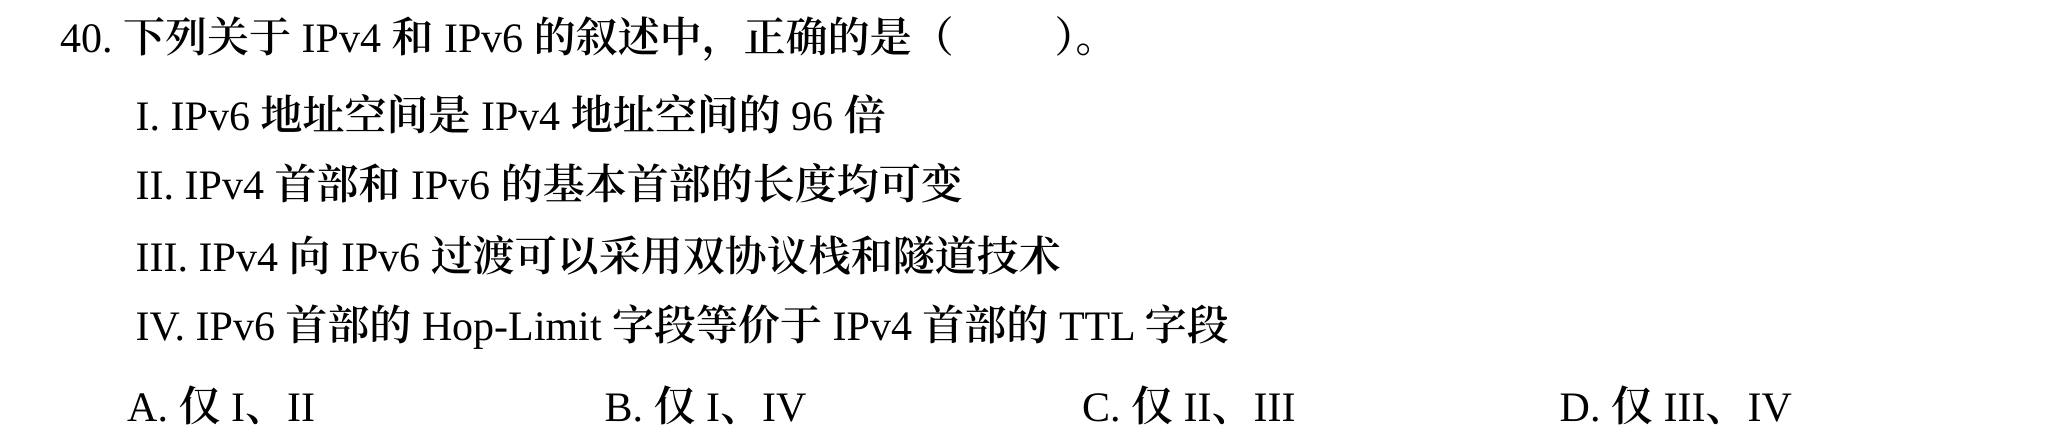 40. 下列关于 IPv4 和 IPv6 的叙述中，正确的是（　　）。
I. IPv6 地址空间是 IPv4 地址空间的 96 倍
II. IPv4 首部和 IPv6 的基本首部的长度均可变
III. IPv4 向 IPv6 过渡可以采用双协议栈和隧道技术
IV. IPv6 首部的 Hop-Limit 字段等价于 IPv4 首部的 TTL 字段
A. 仅 I、II B. 仅 I、IV C. 仅 II、III D. 仅 III、IV